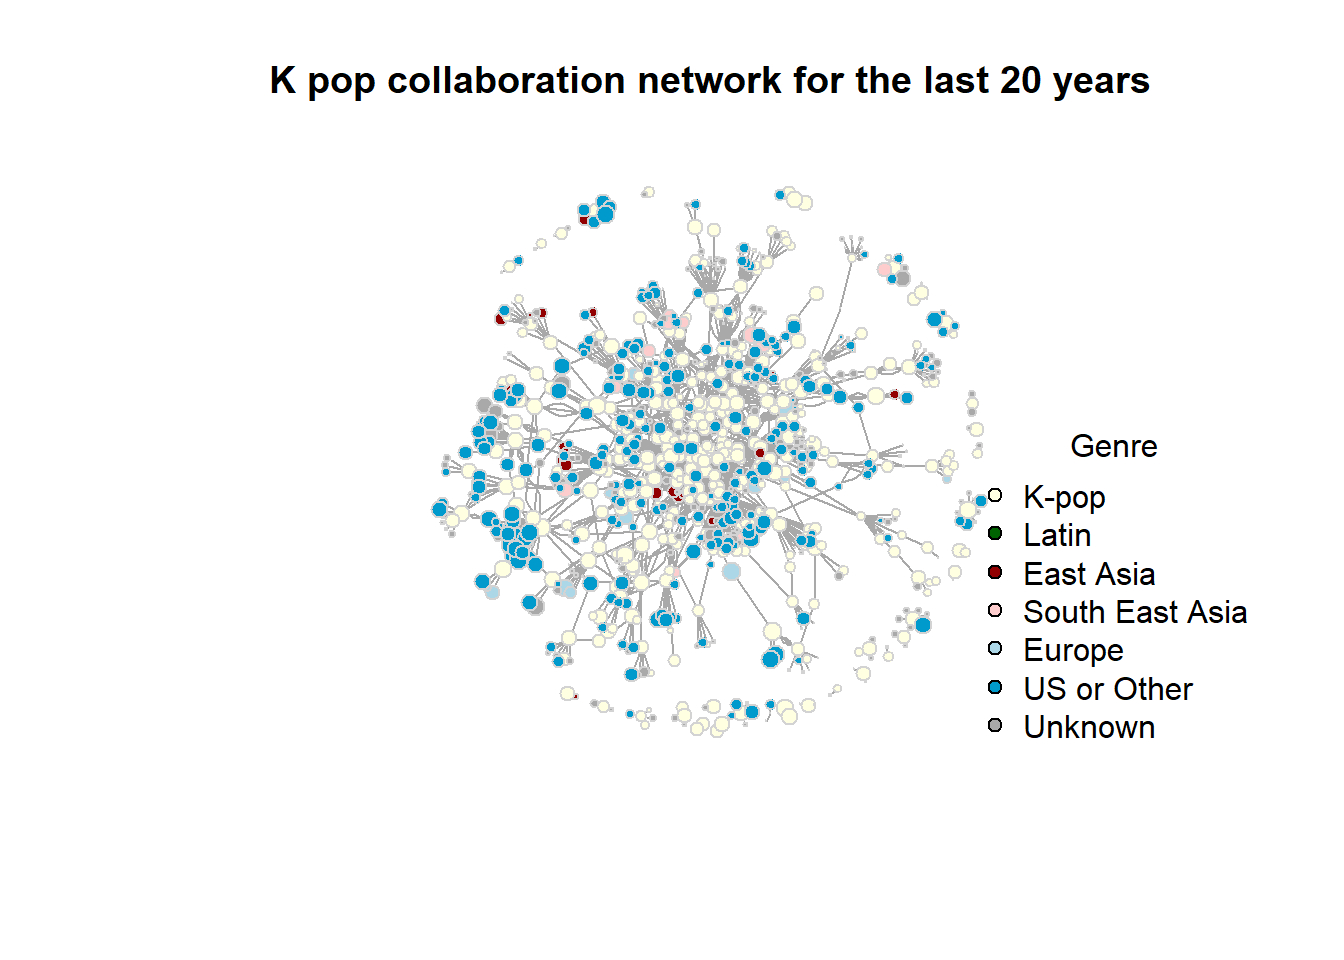 K pop collaboration network for the last 20 years
Genre
K-pop
Latin
East Asia
South East Asia
Europe
US or Other
Unknown